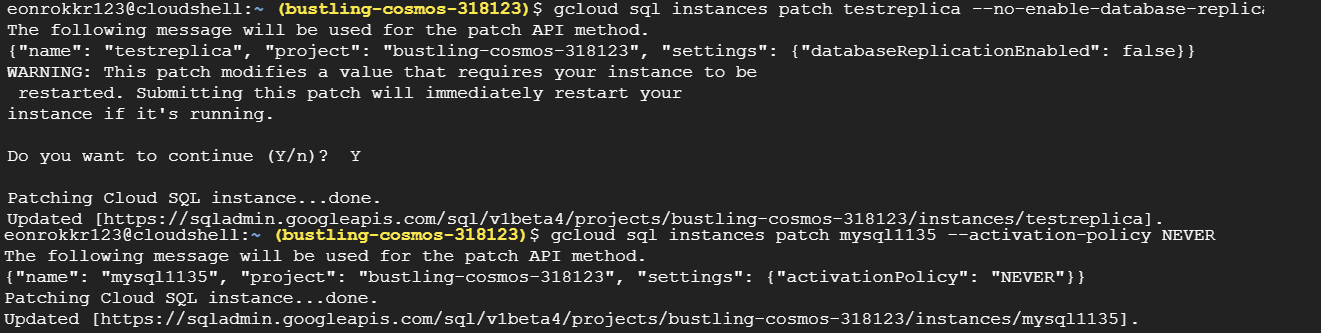 eonrokkr123@cloudshell:~ (bustling-cosmos-318123)$ gcloud sql instances patch testreplica --no-enable-database-replica
The following message will be used for the patch API method.
{"name": "testreplica", "project": "bustling-cosmos-318123", "settings": {"databaseReplicationEnabled": false}}
WARNING: This patch modifies a value that requires your instance to be
 restarted. Submitting this patch will immediately restart your
instance if it's running.
Do you want to continue (Y/n)?  Y
Patching Cloud SQL instance...done.
Updated [https://sqladmin.googleapis.com/sql/v1beta4/projects/bustling-cosmos-318123/instances/testreplica].
eonrokkr123@cloudshell:~ (bustling-cosmos-318123)$ gcloud sql instances patch mysql1135 --activation-policy NEVER
The following message will be used for the patch API method.
{"name": "mysql1135", "project": "bustling-cosmos-318123", "settings": {"activationPolicy": "NEVER"}}
Patching Cloud SQL instance...done.
Updated [https://sqladmin.googleapis.com/sql/v1beta4/projects/bustling-cosmos-318123/instances/mysql1135].